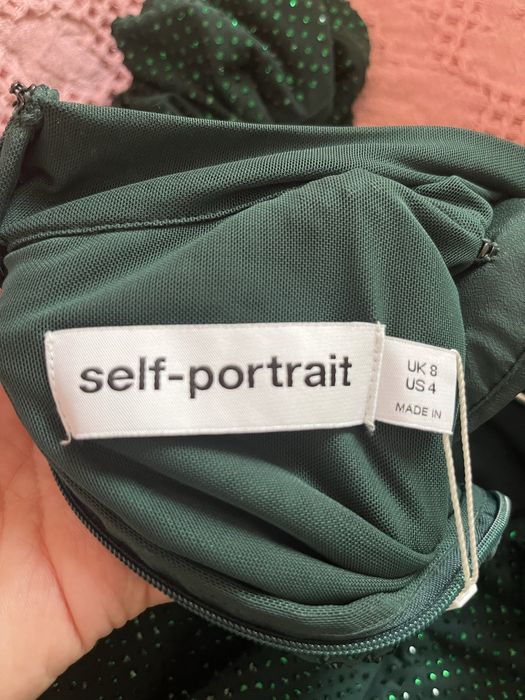 self-portrait
UK 8
US 4
MADE IN